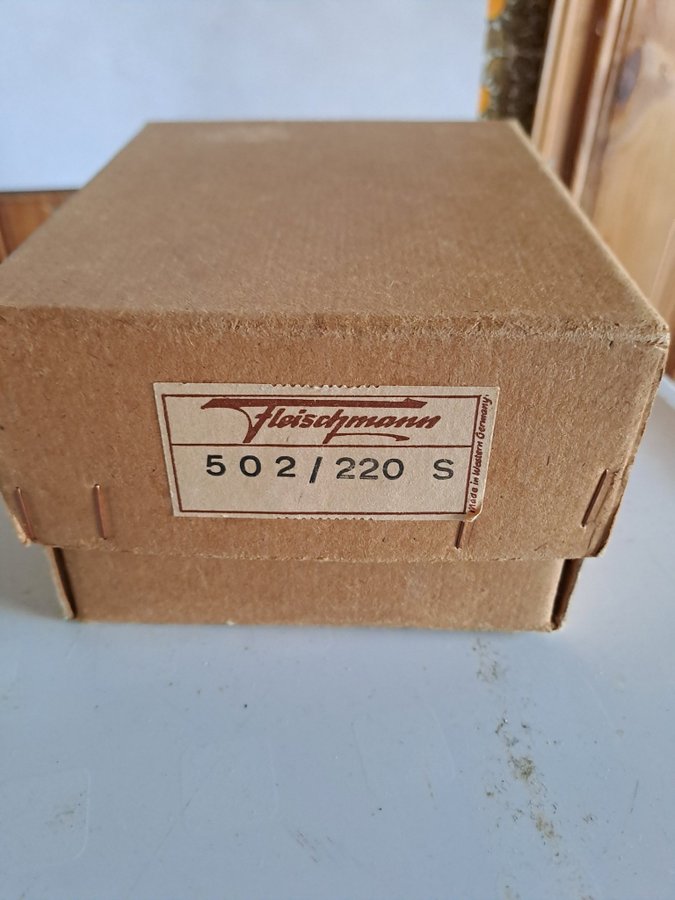 Fleischmann
502/220 S
Made in Western Germany.